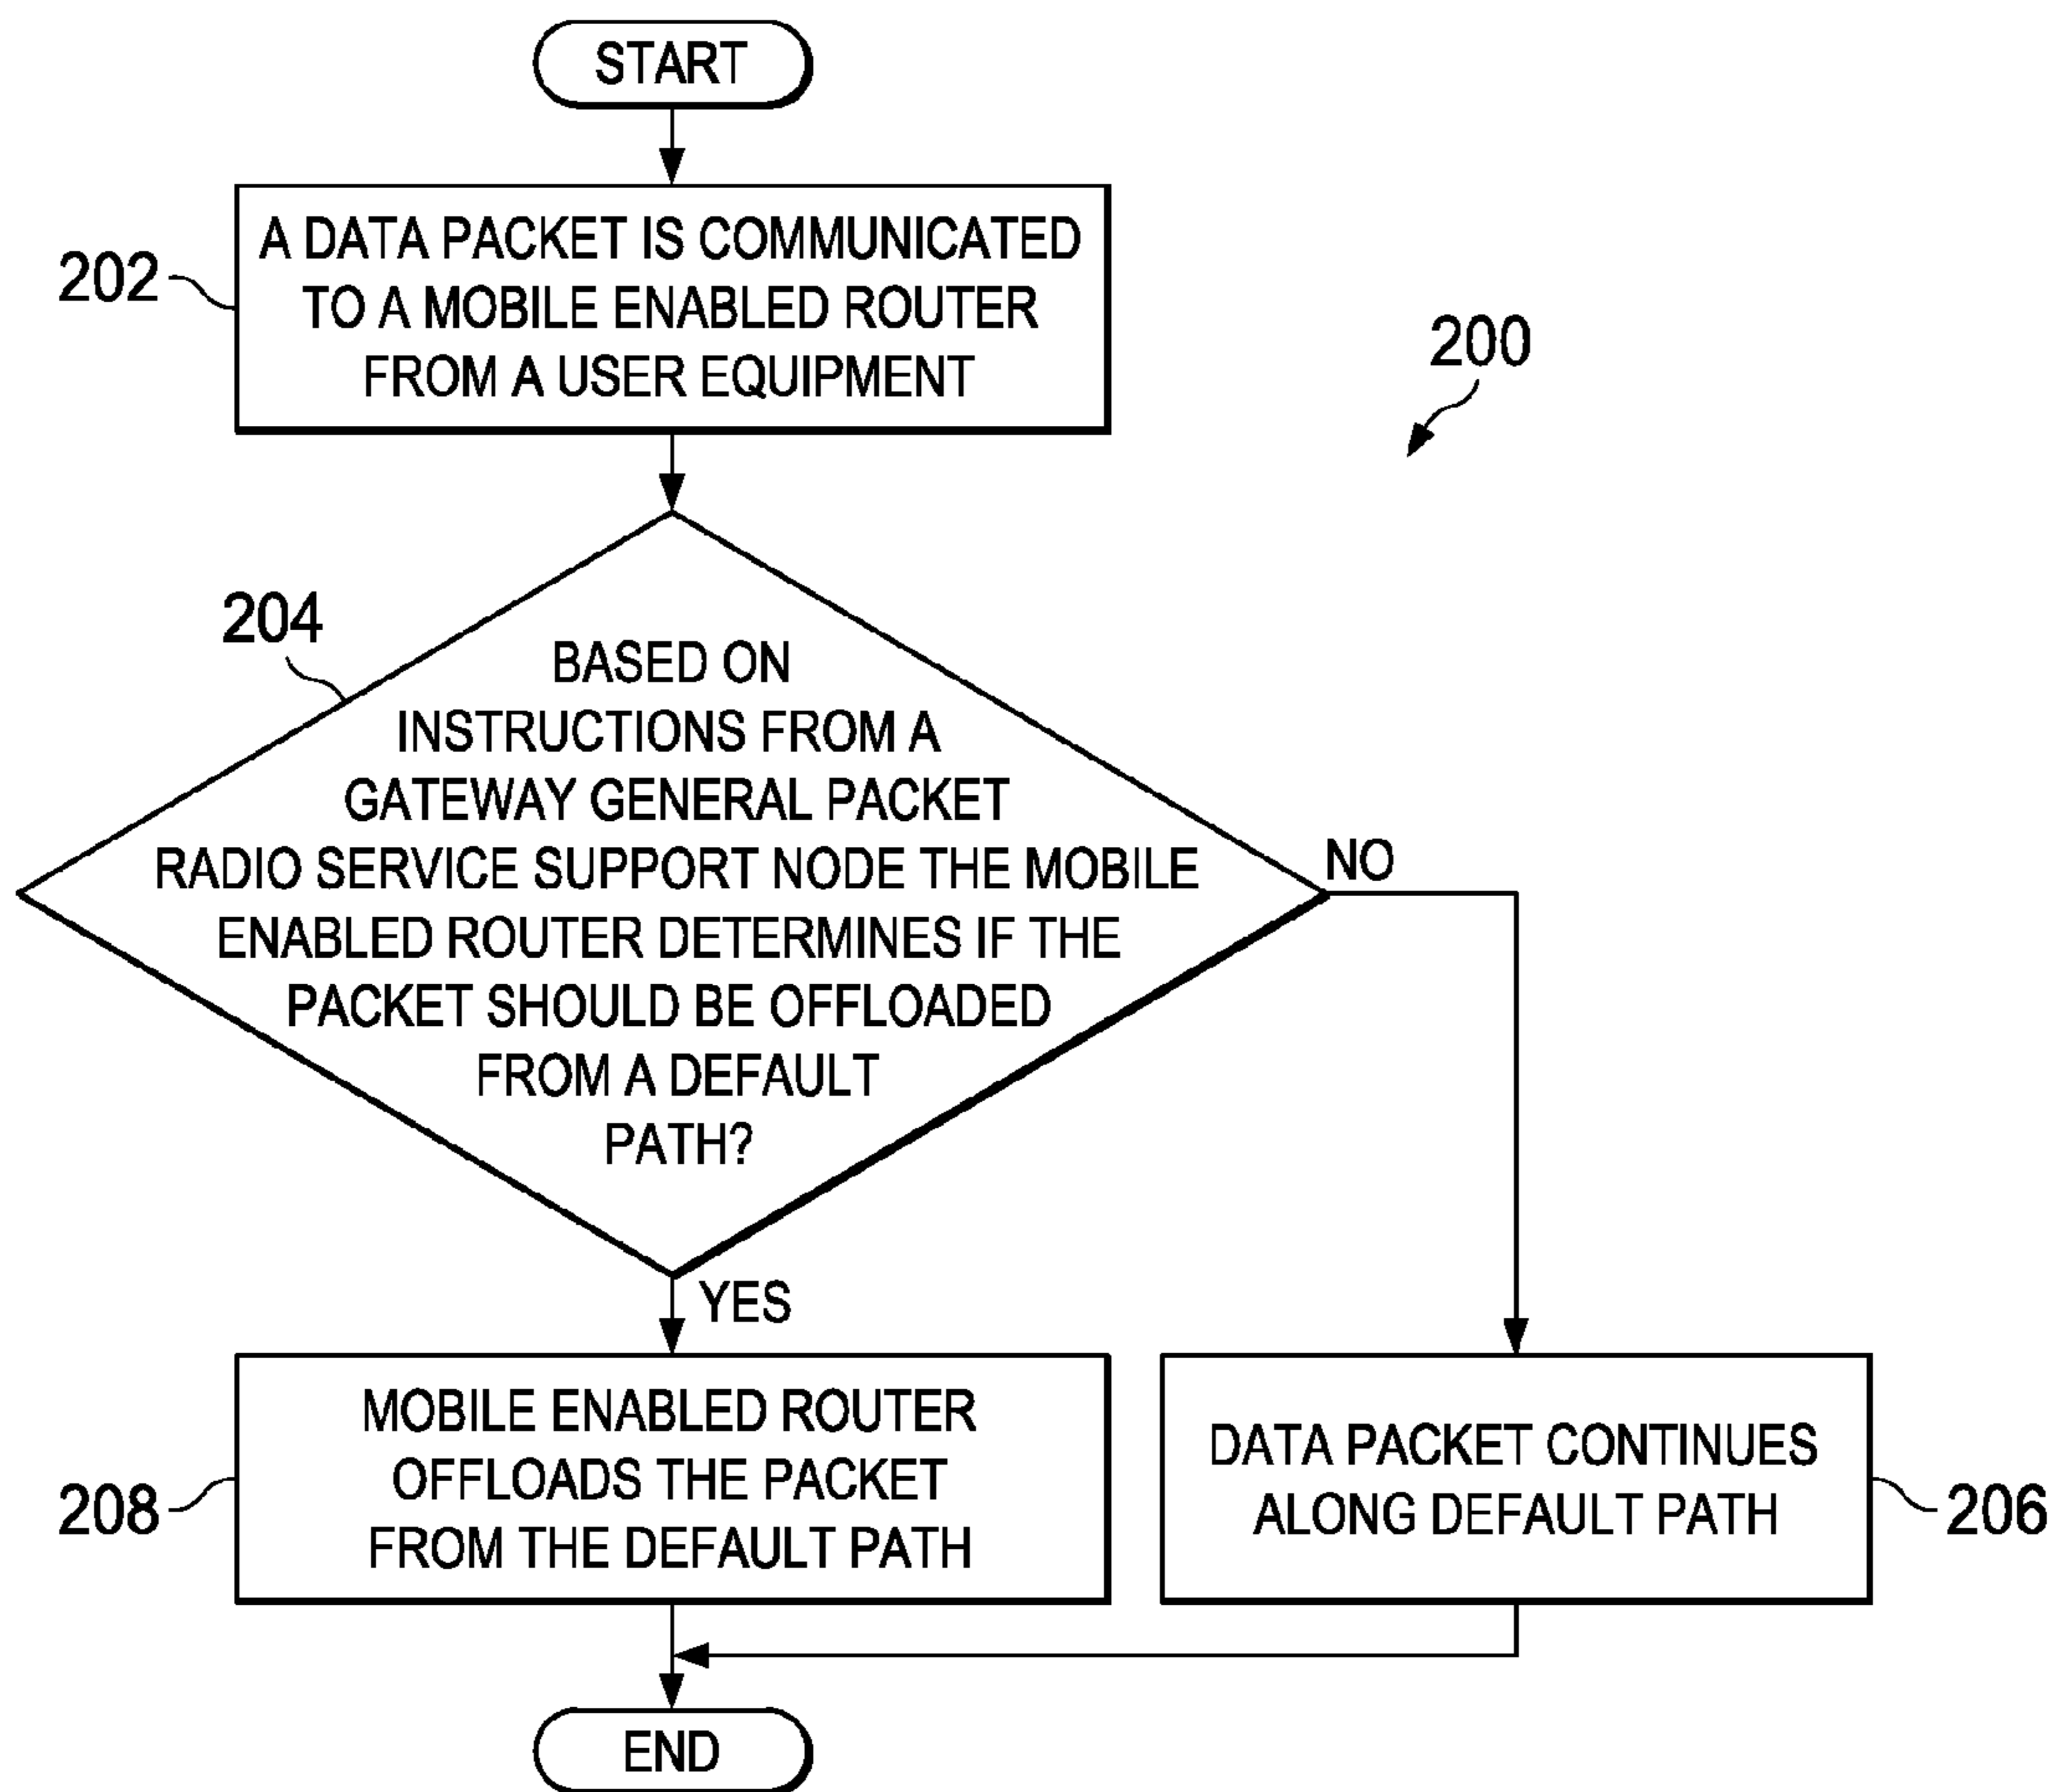 START
202
A DATA PACKET IS COMMUNICATED
TO A MOBILE ENABLED ROUTER
FROM A USER EQUIPMENT
200
204
BASED ON
INSTRUCTIONS FROM A
GATEWAY GENERAL PACKET
RADIO SERVICE SUPPORT NODE THE MOBILE
ENABLED ROUTER DETERMINES IF THE
PACKET SHOULD BE OFFLOADED
FROM A DEFAULT
PATH?
NO
YES
208
MOBILE ENABLED ROUTER
OFFLOADS THE PACKET
FROM THE DEFAULT PATH
DATA PACKET CONTINUES
ALONG DEFAULT PATH
206
END